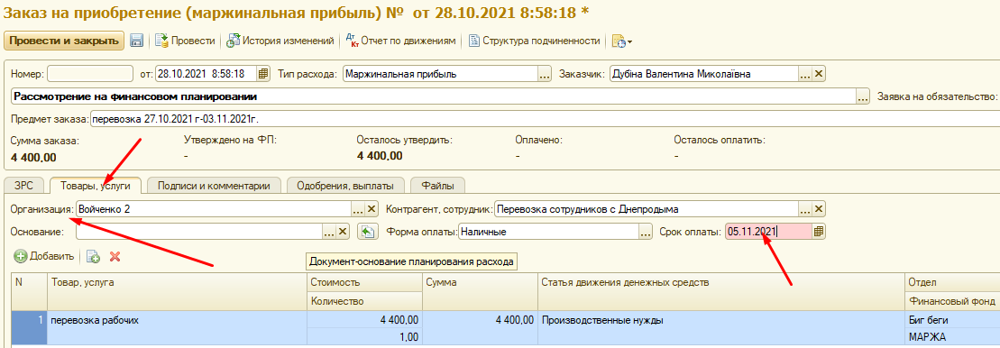 Заказ на приобретение (маржинальная прибыль) № от 28.10.2021 8:58:18 *
Провести и закрыть Провести История изменений Дт Кт Отчет по движениям Структура подчиненности
Номер: от: 28.10.2021 8:58:18 Тип расхода: Маржинальная прибыль ... Заказчик: Дубіна Валентина Миколаївна ...
Рассмотрение на финансовом планировании ... Заявка на обязательство:
Предмет заказа: перевозка 27.10.2021 г-03.11.2021г.
Сумма заказа: Утверждено на ФП: Осталось утвердить: Оплачено: Осталось оплатить:
4 400,00 - 4 400,00 - -
ЗРС Товары, услуги Подписи и комментарии Одобрения, выплаты Файлы
Организация: Войченко 2 ... Контрагент, сотрудник: Перевозка сотрудников с Днепродыма ...
Основание: ... Форма оплаты: Наличные ... Срок оплаты: 05.11.2021
Добавить Документ-основание планирования расхода
N Товар, услуга Стоимость Сумма Статья движения денежных средств Отдел
Количество Финансовый фонд
1 перевозка рабочих 4 400,00 4 400,00 Производственные нужды Биг беги
1,00 МАРЖА